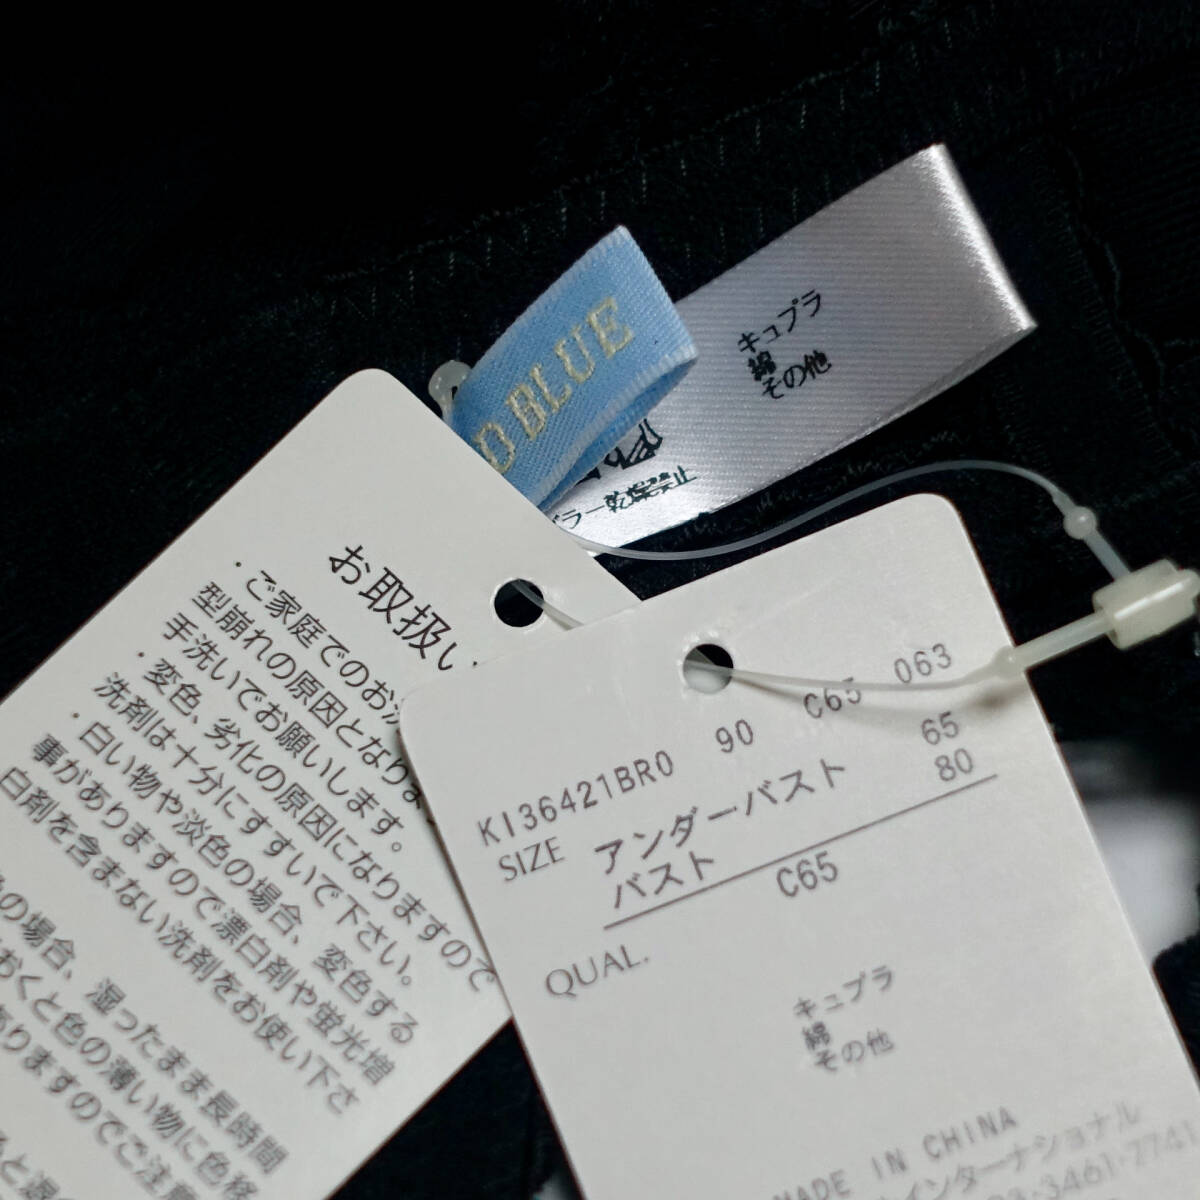 O BLUE
キュプラ
綿
その他
ー乾燥禁止
お取扱い
・ご家庭でのお
型崩れの原因となりま
手洗いでお願いします。
・変色、劣化の原因になりますので
洗剤は十分にすすいで下さい。
・白い物や淡色の場合、変色する
事がありますので漂白剤や蛍光増
白剤を含まない洗剤をお使い下さ
の場合、湿ったまま長時間
おくと色の薄い物に色移
ありますのでご注意
KI36421BR0 90 C65 063
SIZE アンダーバスト 65
バスト 80
C65
QUAL.
キュプラ
綿
その他
MADE IN CHINA
インターナショナル
3461-2741